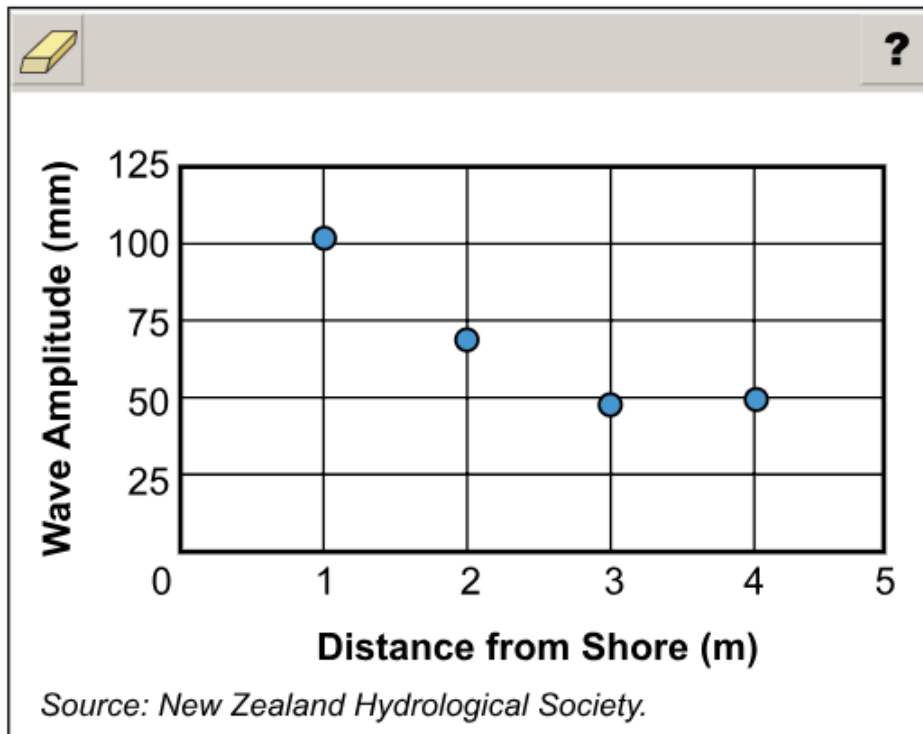 ?
Wave Amplitude (mm)
125
100
75
50
25
0 1 2 3 4 5
Distance from Shore (m)
Source: New Zealand Hydrological Society.